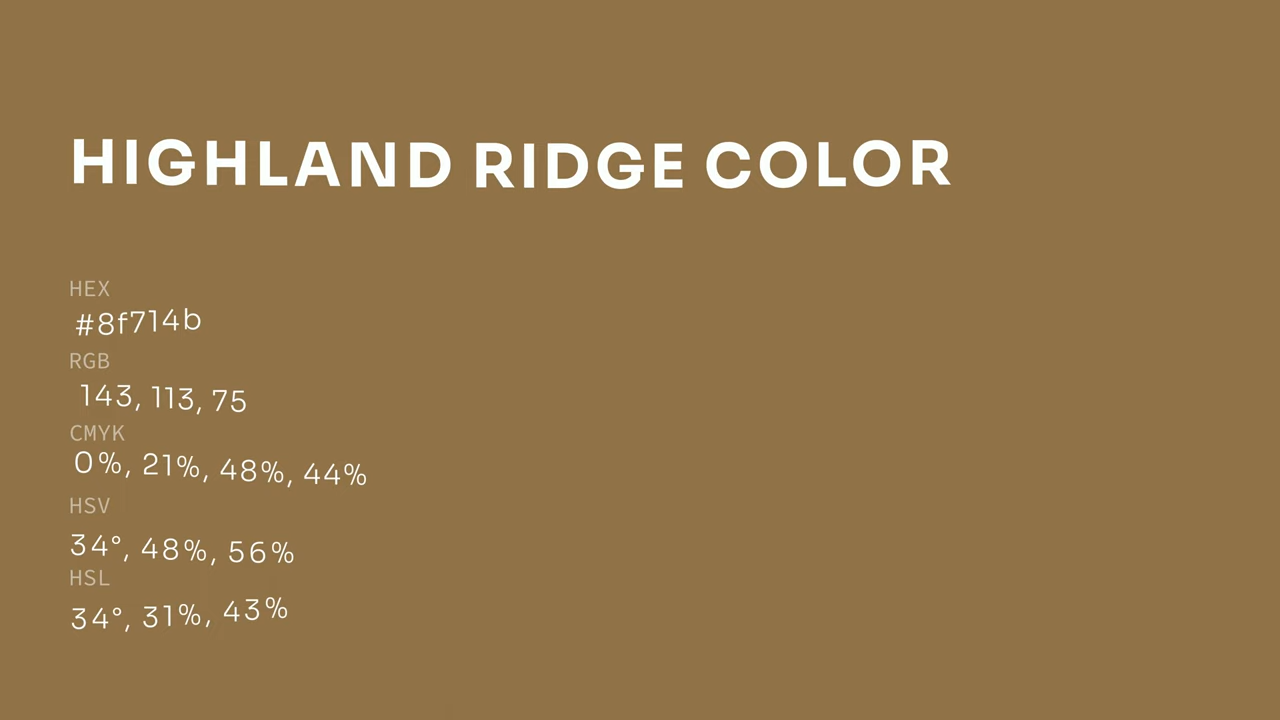 HIGHLAND RIDGE COLOR
HEX
#8f714b
RGB
143, 113, 75
CMYK
0%, 21%, 48%, 44%
HSV
34°, 48%, 56%
HSL
34°, 31%, 43%